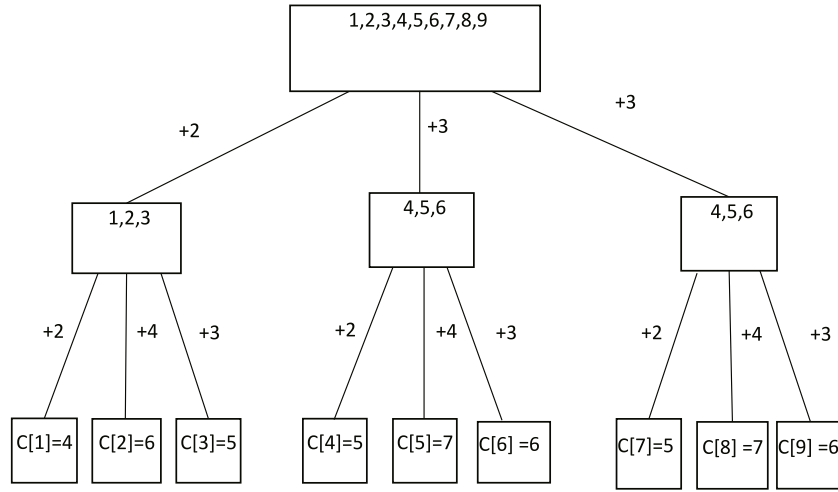 1,2,3,4,5,6,7,8,9
+2
+3
+3
1,2,3
4,5,6
4,5,6
+2
+4
+3
+2
+4
+3
+2
+4
+3
C[1]=4
C[2]=6
C[3]=5
C[4]=5
C[5]=7
C[6] =6
C[7]=5
C[8] =7
C[9] =6